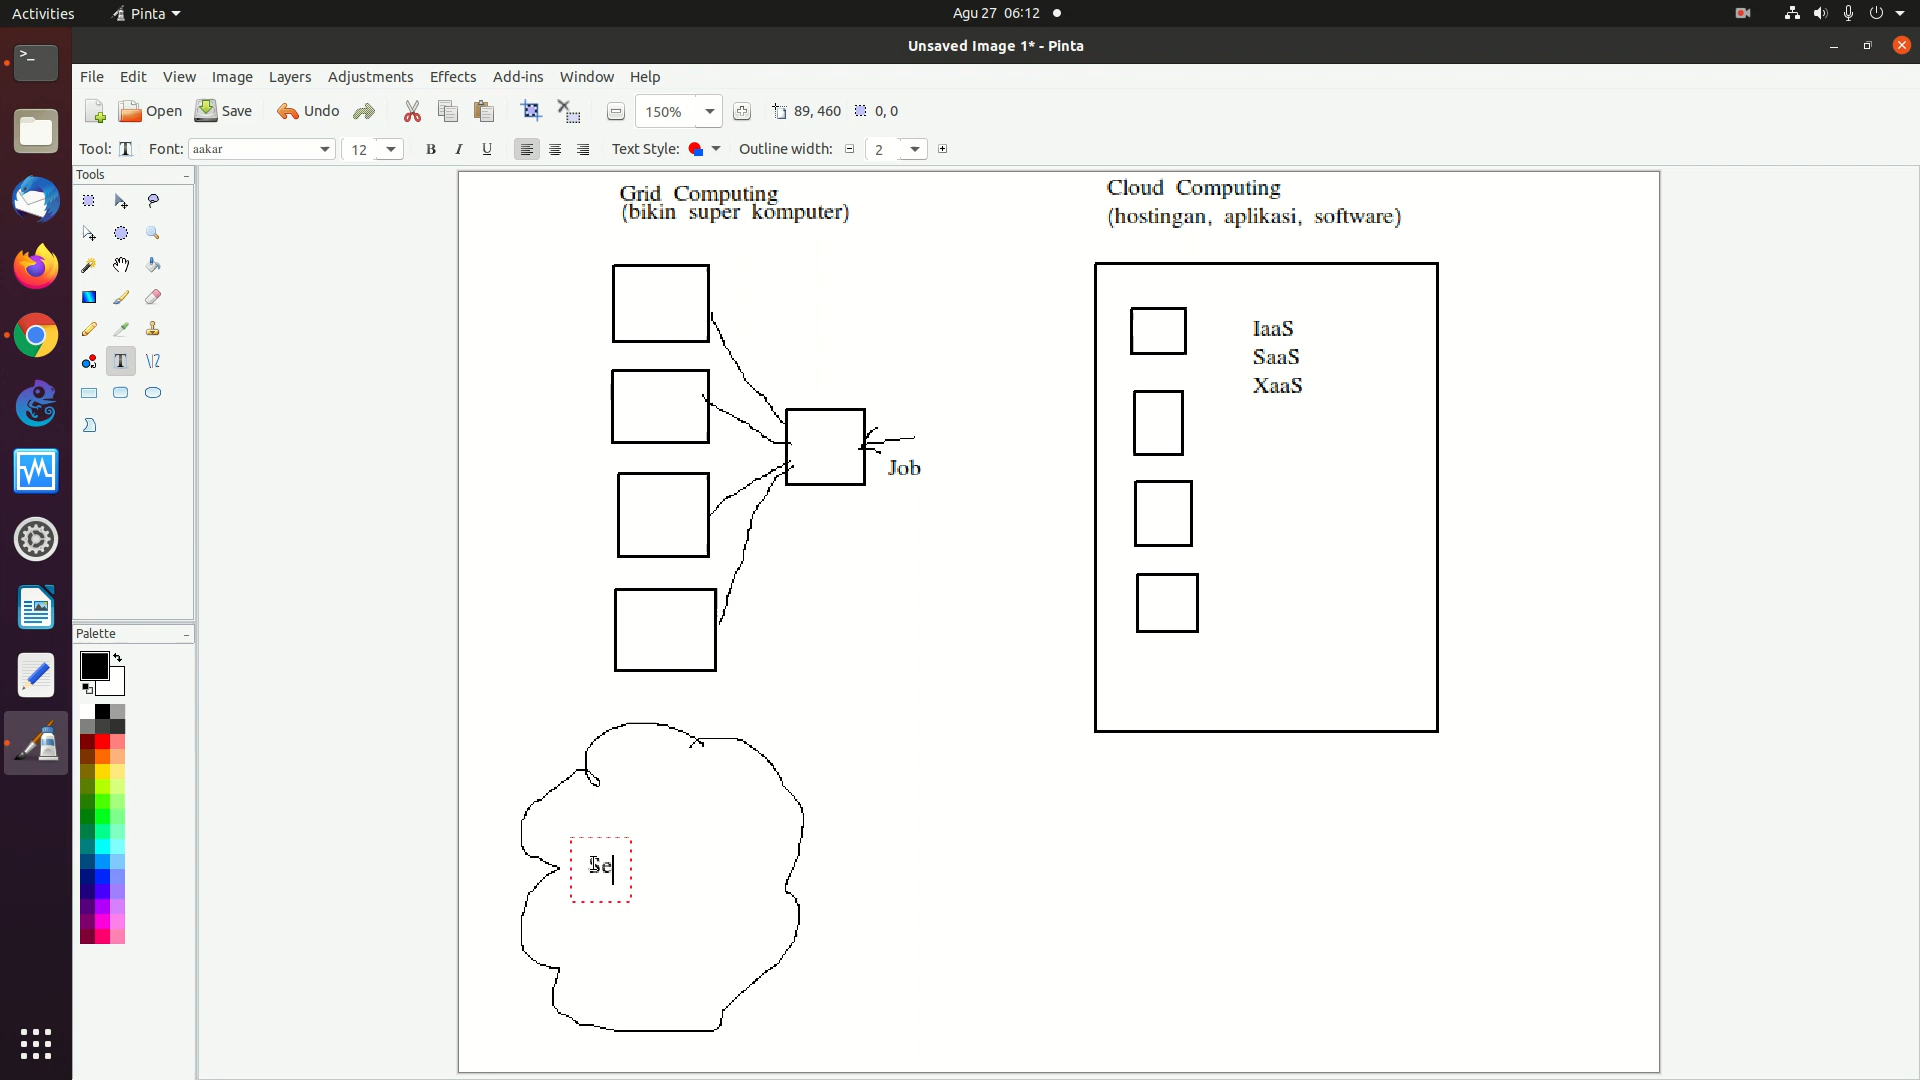 Activities
Pinta
Agu 27 06:12
Unsaved Image 1* - Pinta
File Edit View Image Layers Adjustments Effects Add-ins Window Help
Open Save Undo 150% 89, 460 0, 0
Tool: T Font: aakar 12 B I U Text Style: Outline width: 2
Tools
Palette
Grid Computing
(bikin super komputer)
Job
Se
Cloud Computing
(hostingan, aplikasi, software)
IaaS
SaaS
XaaS